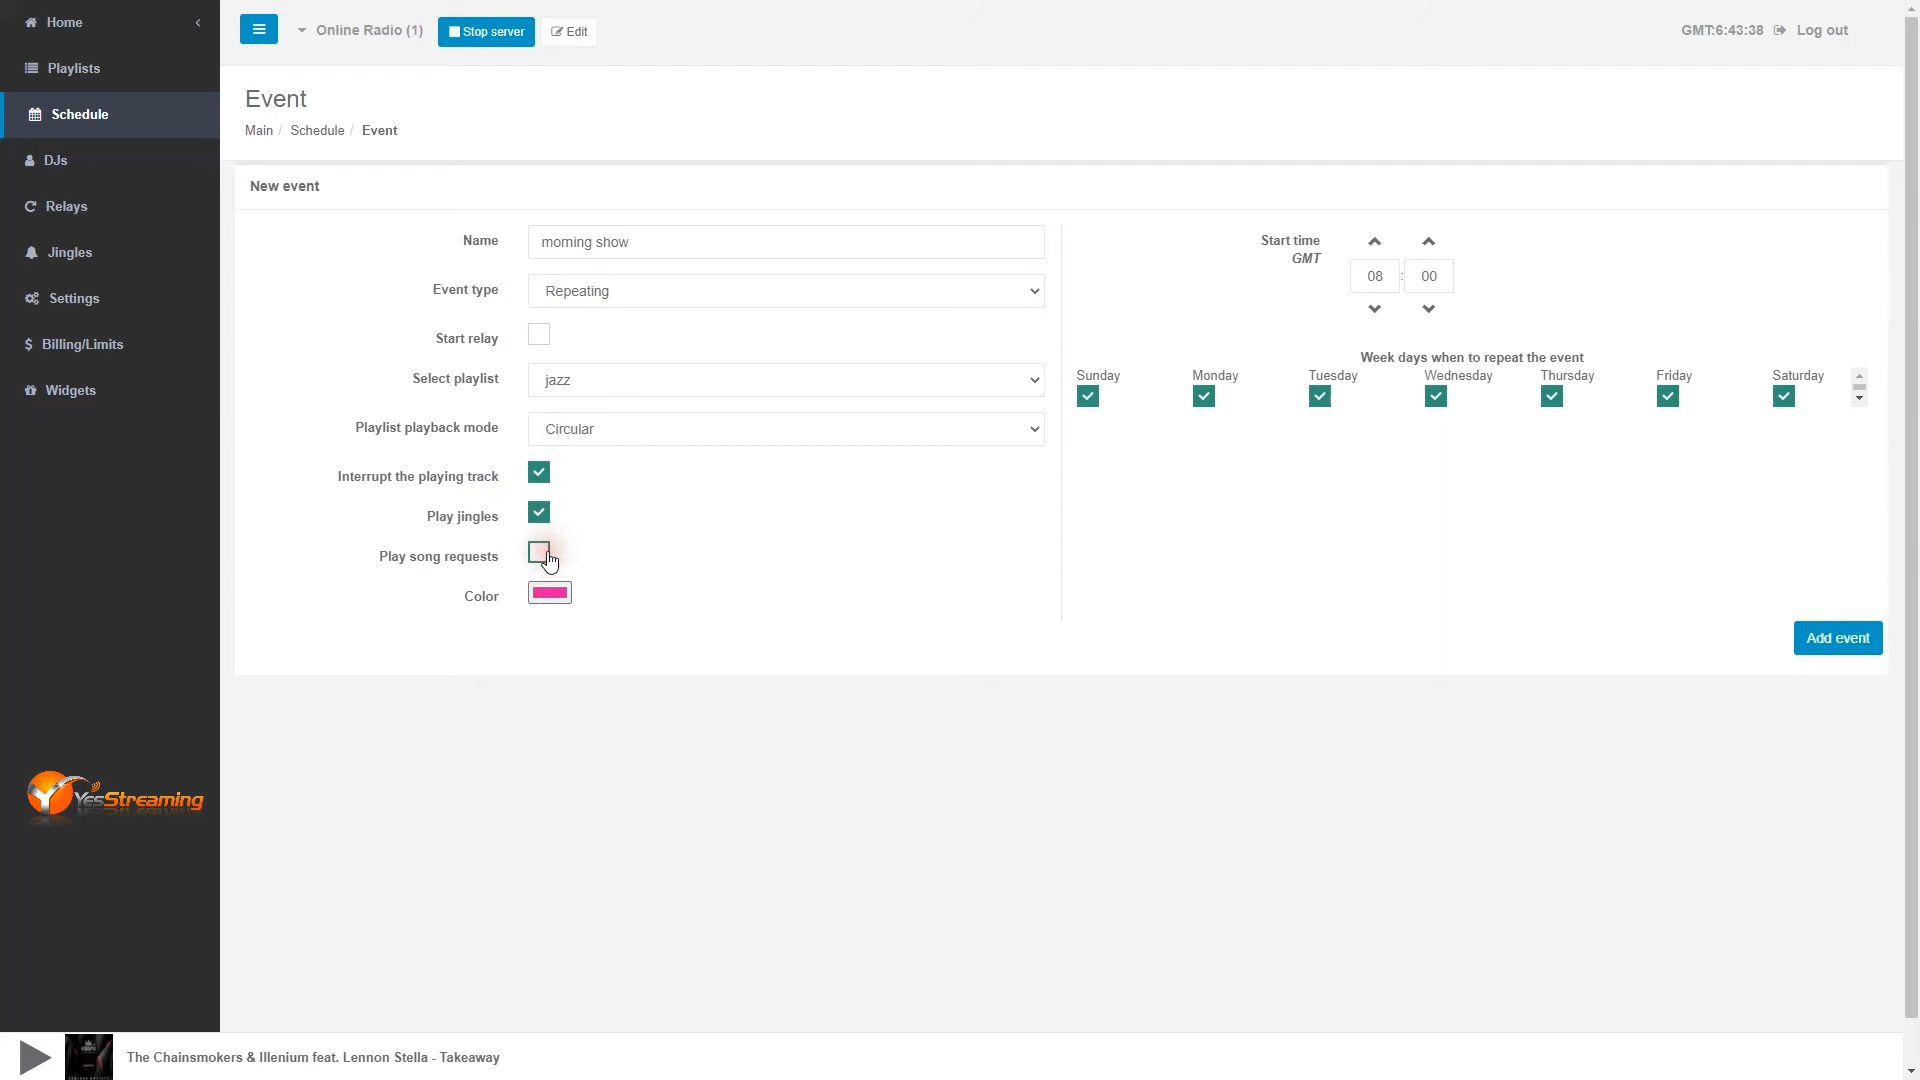 Home
Playlists
Schedule
DJs
Relays
Jingles
Settings
$ Billing/Limits
Widgets
YesStreaming
Online Radio (1)
Stop server
Edit
GMT:6:43:38
Log out
Event
Main / Schedule / Event
New event
Name
morning show
Event type
Repeating
Start relay
Select playlist
jazz
Playlist playback mode
Circular
Interrupt the playing track
Play jingles
Play song requests
Color
Start time
GMT
08 : 00
Week days when to repeat the event
Sunday Monday Tuesday Wednesday Thursday Friday Saturday
Add event
The Chainsmokers & Illenium feat. Lennon Stella - Takeaway